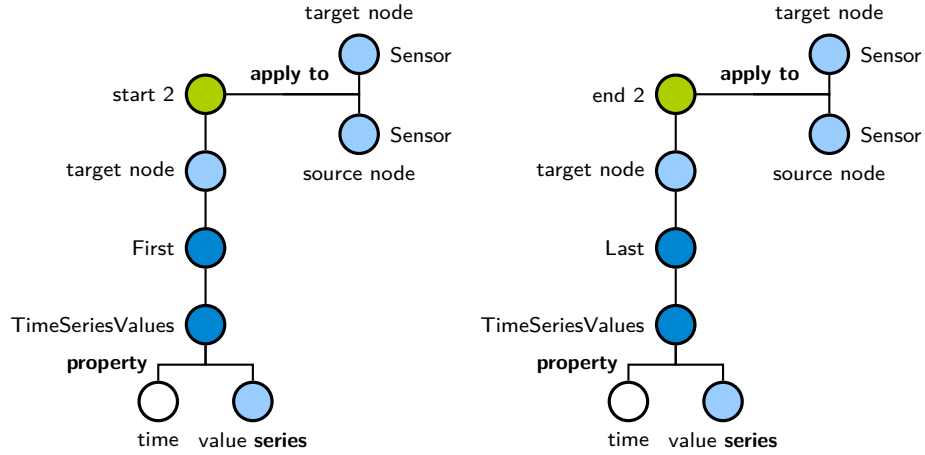 target node
Sensor
apply to
start 2
Sensor
target node
source node
First
TimeSeriesValues
property
time
value series
target node
Sensor
apply to
end 2
Sensor
target node
source node
Last
TimeSeriesValues
property
time
value series